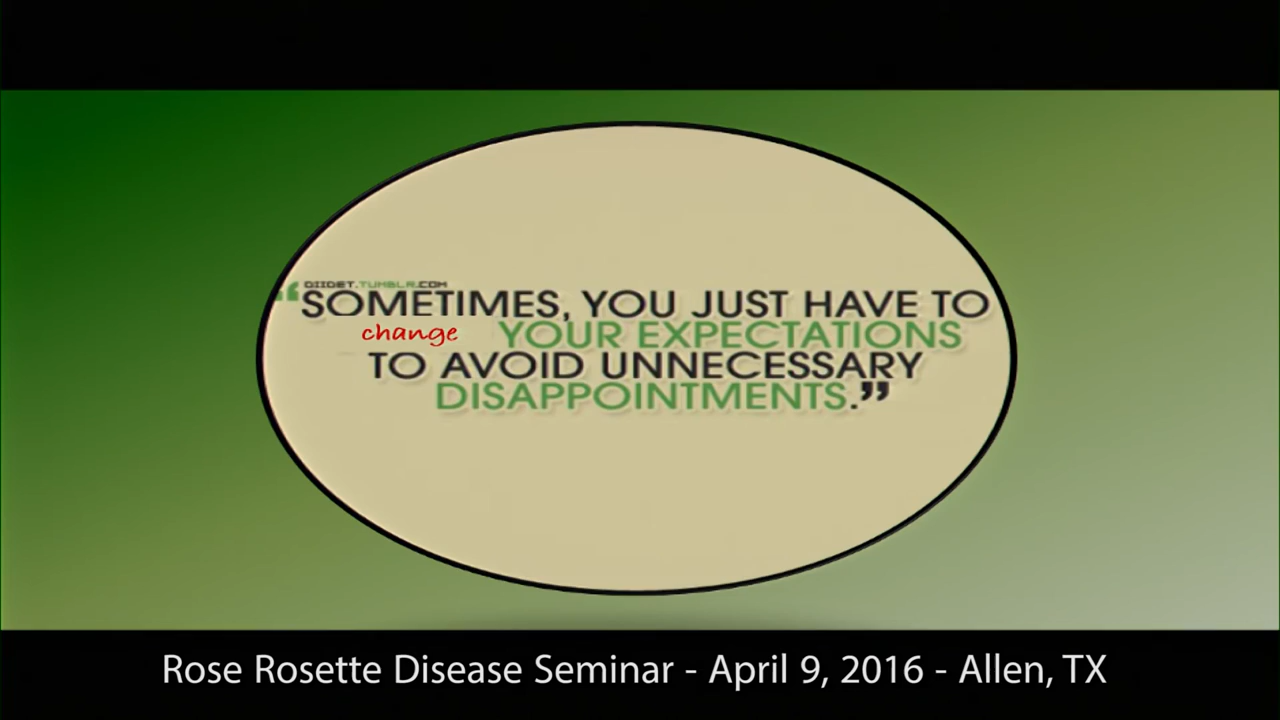 QIIDET.TUMBLR.COM
“SOMETIMES, YOU JUST HAVE TO
change YOUR EXPECTATIONS
TO AVOID UNNECESSARY
DISAPPOINTMENTS.”
Rose Rosette Disease Seminar - April 9, 2016 - Allen, TX